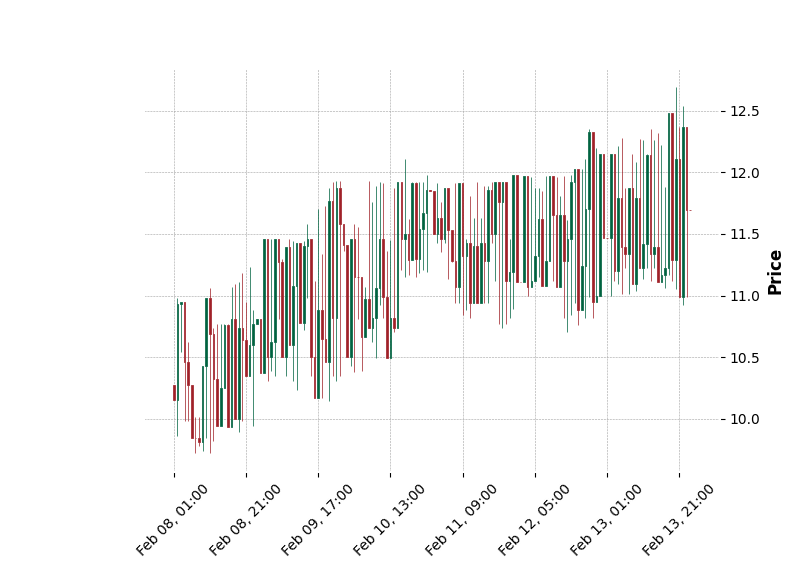 12.5
12.0
11.5
11.0
10.5
10.0
Price
Feb 08, 01:00
Feb 08, 21:00
Feb 09, 17:00
Feb 10, 13:00
Feb 11, 09:00
Feb 12, 05:00
Feb 13, 01:00
Feb 13, 21:00